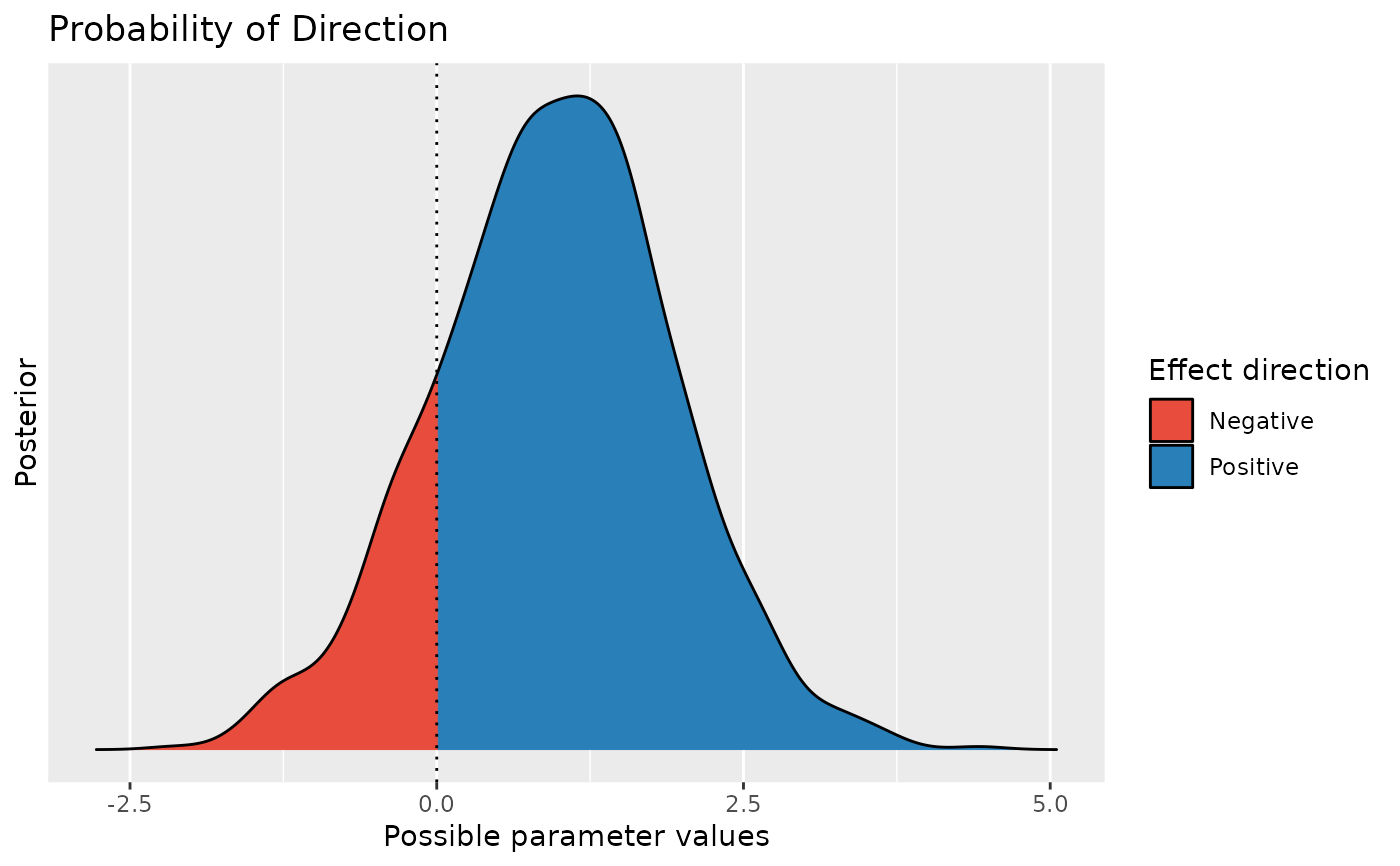 Probability of Direction
Posterior
-2.5 0.0 2.5 5.0
Possible parameter values
Effect direction
Negative
Positive